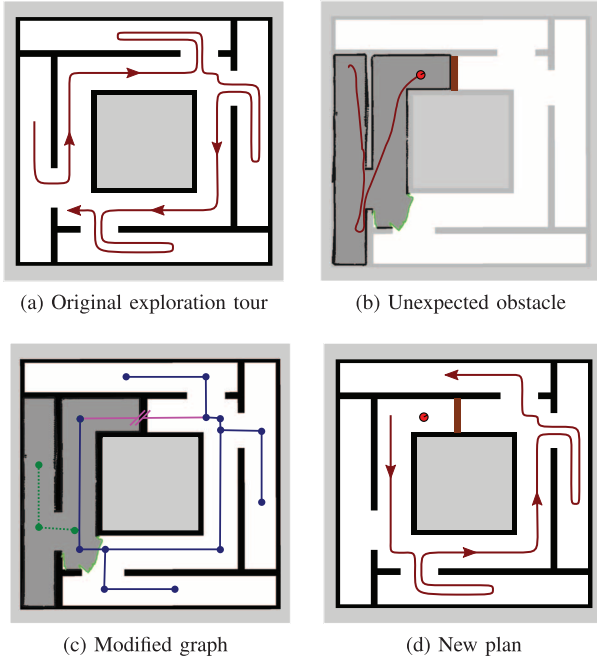 (a) Original exploration tour
(b) Unexpected obstacle
(c) Modified graph
(d) New plan